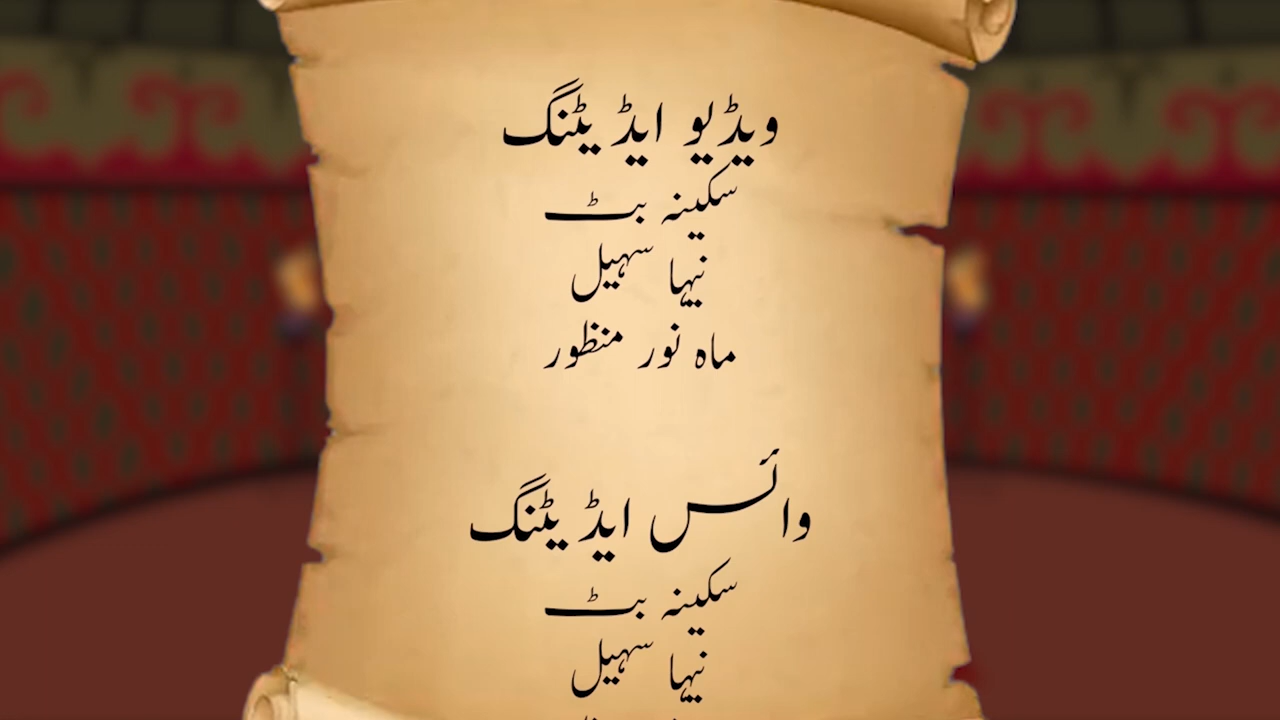 ویڈیو ایڈیٹنگ
سکینہ بٹ
نیہا سہیل
ماہ نور منظور
وائس ایڈیٹنگ
سکینہ بٹ
نیہا سہیل